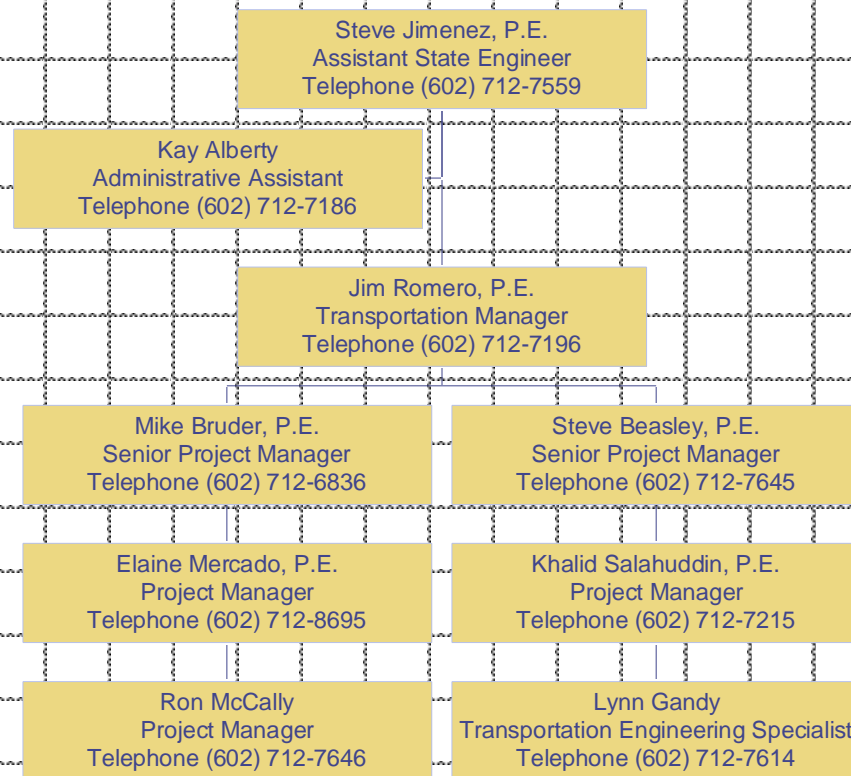 Steve Jimenez, P.E.
Assistant State Engineer
Telephone (602) 712-7559
Kay Alberty
Administrative Assistant
Telephone (602) 712-7186
Jim Romero, P.E.
Transportation Manager
Telephone (602) 712-7196
Mike Bruder, P.E.
Senior Project Manager
Telephone (602) 712-6836
Steve Beasley, P.E.
Senior Project Manager
Telephone (602) 712-7645
Elaine Mercado, P.E.
Project Manager
Telephone (602) 712-8695
Khalid Salahuddin, P.E.
Project Manager
Telephone (602) 712-7215
Ron McCally
Project Manager
Telephone (602) 712-7646
Lynn Gandy
Transportation Engineering Specialist
Telephone (602) 712-7614